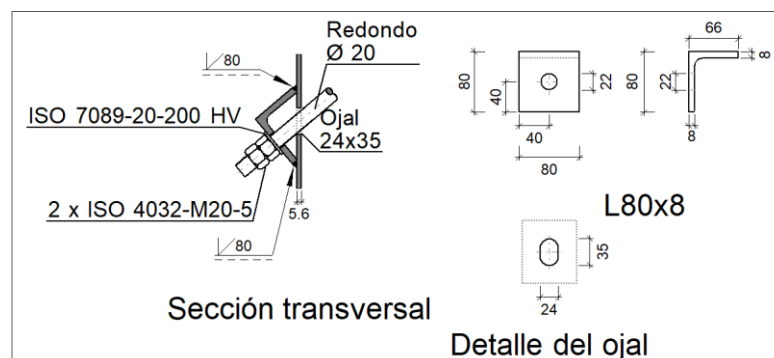 Redondo
Ø 20
80
ISO 7089-20-200 HV
Ojal
24x35
2 x ISO 4032-M20-5
5.6
80
Sección transversal
80
40
40
80
22
66
8
80
22
8
L80x8
35
24
Detalle del ojal